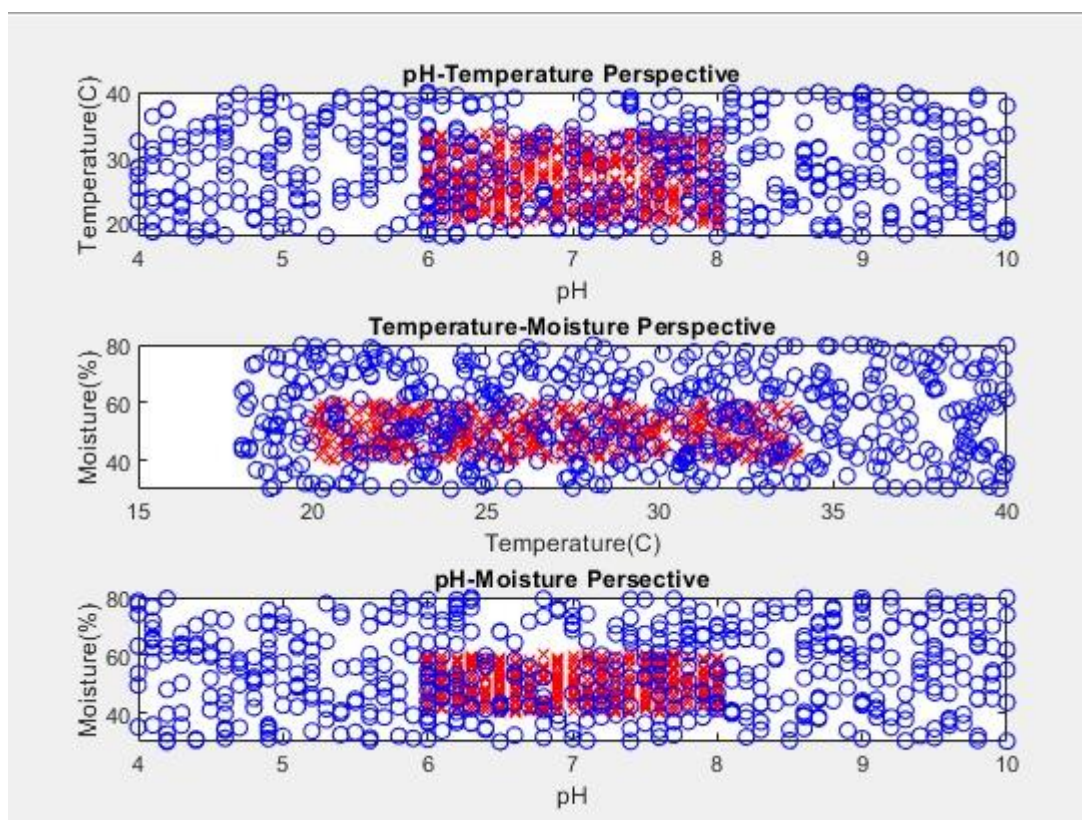 pH-Temperature Perspective
Temperature(C)
40
30
20
4 5 6 7 8 9 10
pH
Temperature-Moisture Perspective
Moisture(%)
80
60
40
15 20 25 30 35 40
Temperature(C)
pH-Moisture Persective
Moisture(%)
80
60
40
4 5 6 7 8 9 10
pH